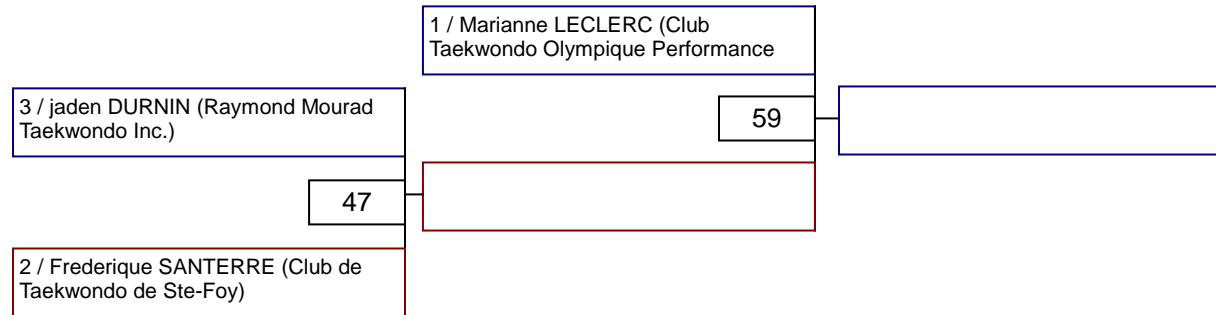 1 / Marianne LECLERC (Club
Taekwondo Olympique Performance
3 / jaden DURNIN (Raymond Mourad
Taekwondo Inc.)
59
47
2 / Frederique SANTERRE (Club de
Taekwondo de Ste-Foy)